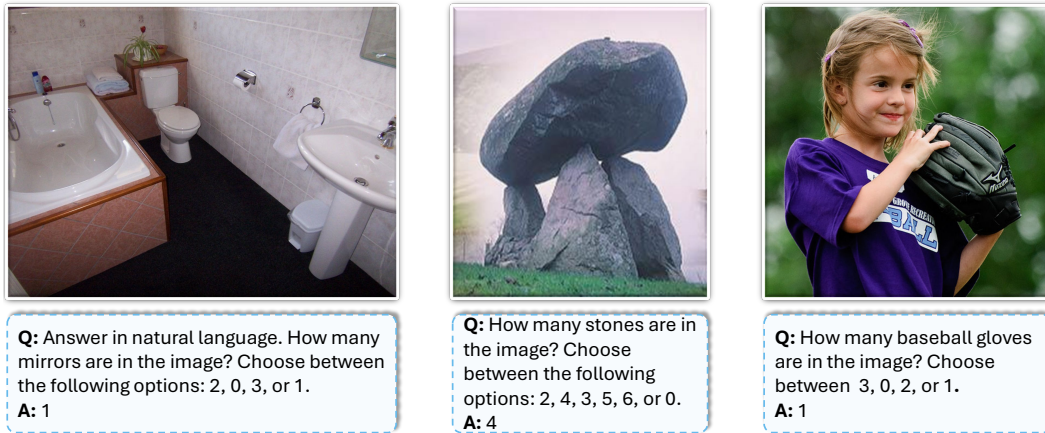 Q: Answer in natural language. How many
mirrors are in the image? Choose between
the following options: 2, 0, 3, or 1.
A: 1
Q: How many stones are in
the image? Choose
between the following
options: 2, 4, 3, 5, 6, or 0.
A: 4
MIZUNO
BALL
Q: How many baseball gloves
are in the image? Choose
between 3, 0, 2, or 1.
A: 1